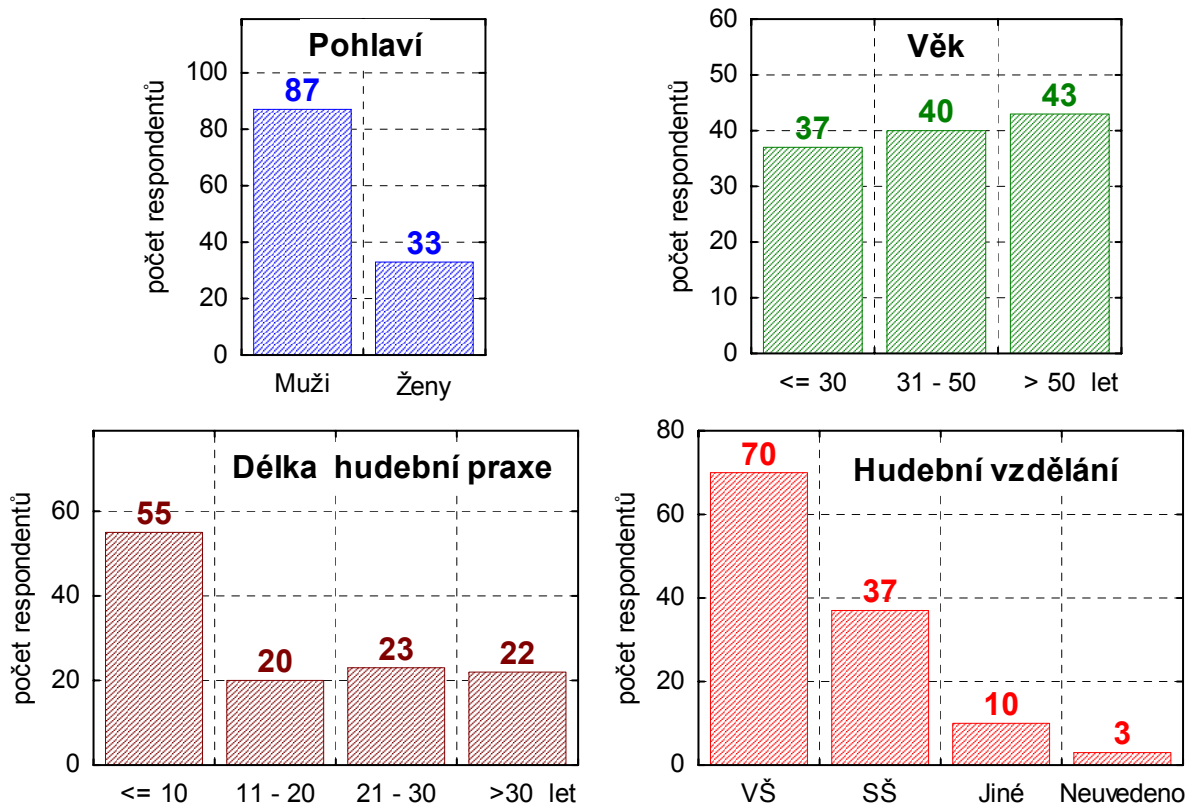 Pohlaví
počet respondentů
100
80
60
40
20
0
87
33
Muži Ženy
Věk
počet respondentů
60
50
40
30
20
10
0
37
40
43
<= 30 31 - 50 > 50 let
Délka hudební praxe
počet respondentů
60
40
20
0
55
20
23
22
<= 10 11 - 20 21 - 30 >30 let
Hudební vzdělání
počet respondentů
80
60
40
20
0
70
37
10
3
VŠ SŠ Jiné Neuvedeno